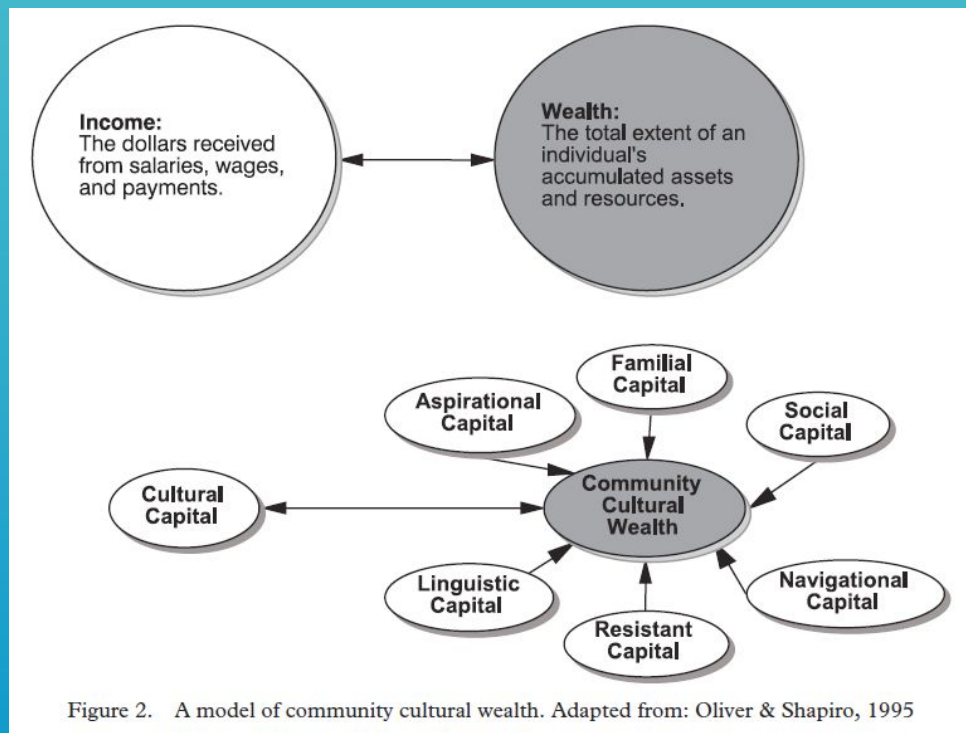 Income:
The dollars received
from salaries, wages,
and payments.
Wealth:
The total extent of an
individual's
accumulated assets
and resources.
Familial
Capital
Aspirational
Capital
Social
Capital
Cultural
Capital
Community
Cultural
Wealth
Linguistic
Capital
Navigational
Capital
Resistant
Capital
Figure 2. A model of community cultural wealth. Adapted from: Oliver & Shapiro, 1995